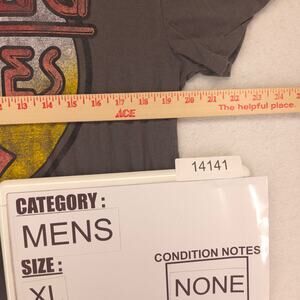 ES
13 14 15 16 17 18 19 20 21 22 23 24
ACE
The helpful place.
14141
CATEGORY :
MENS
SIZE :
XL
CONDITION NOTES
NONE